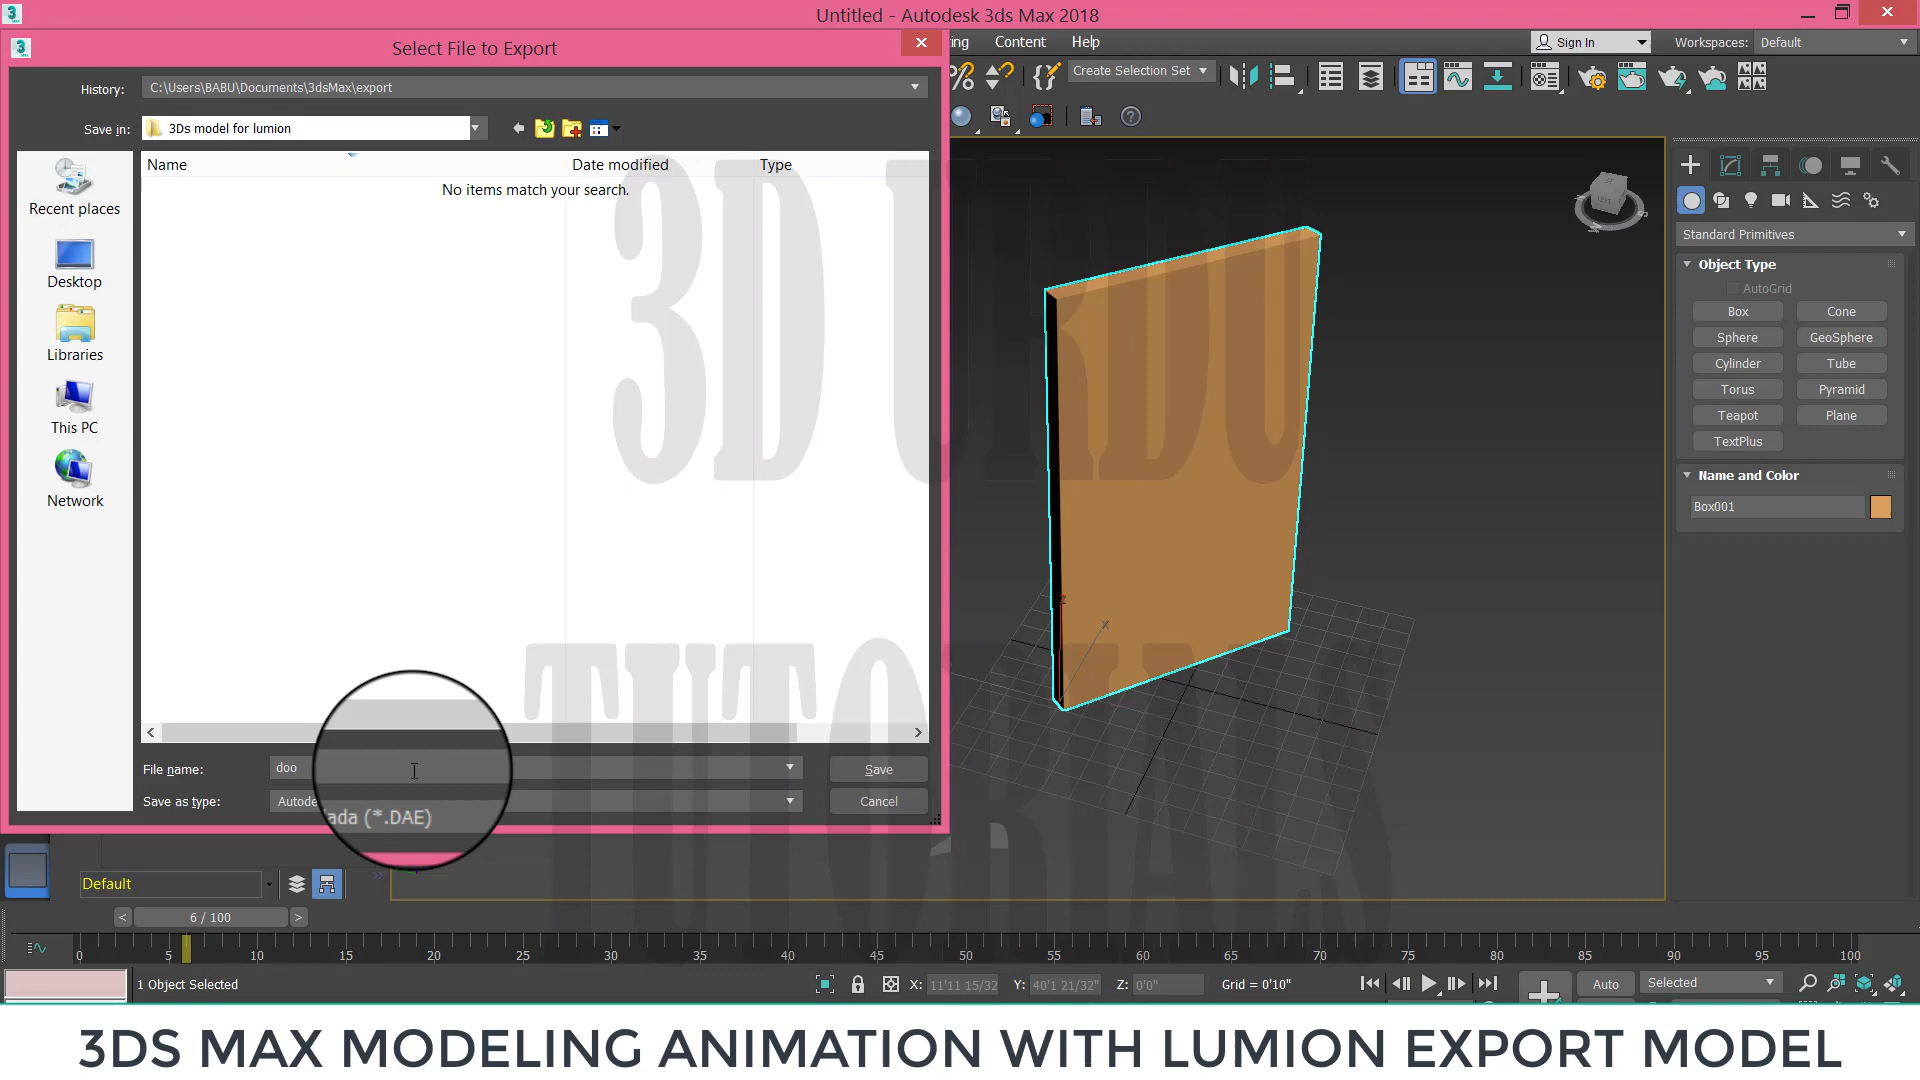 Untitled - Autodesk 3ds Max 2018
Select File to Export
ing Content Help
Sign In
Workspaces: Default
History: C:\Users\BABU\Documents\3dsMax\export
Create Selection Set
Save in: 3Ds model for lumion
Name Date modified Type
No items match your search.
Recent places
Desktop
Libraries
This PC
Network
File name: doo
Save
Save as type: Autode
ada (*.DAE)
Cancel
3D URDU
TUTORIALS
Standard Primitives
Object Type
AutoGrid
Box Cone
Sphere GeoSphere
Cylinder Tube
Torus Pyramid
Teapot Plane
TextPlus
Name and Color
Box001
Z
X
Default
< 6 / 100 >
0 5 10 15 20 25 30 35 40 45 50 55 60 65 70 75 80 85 90 95 100
1 Object Selected
X: 11'11 15/32 Y: 40'1 21/32" Z: 0'0" Grid = 0'10"
Auto Selected
3DS MAX MODELING ANIMATION WITH LUMION EXPORT MODEL